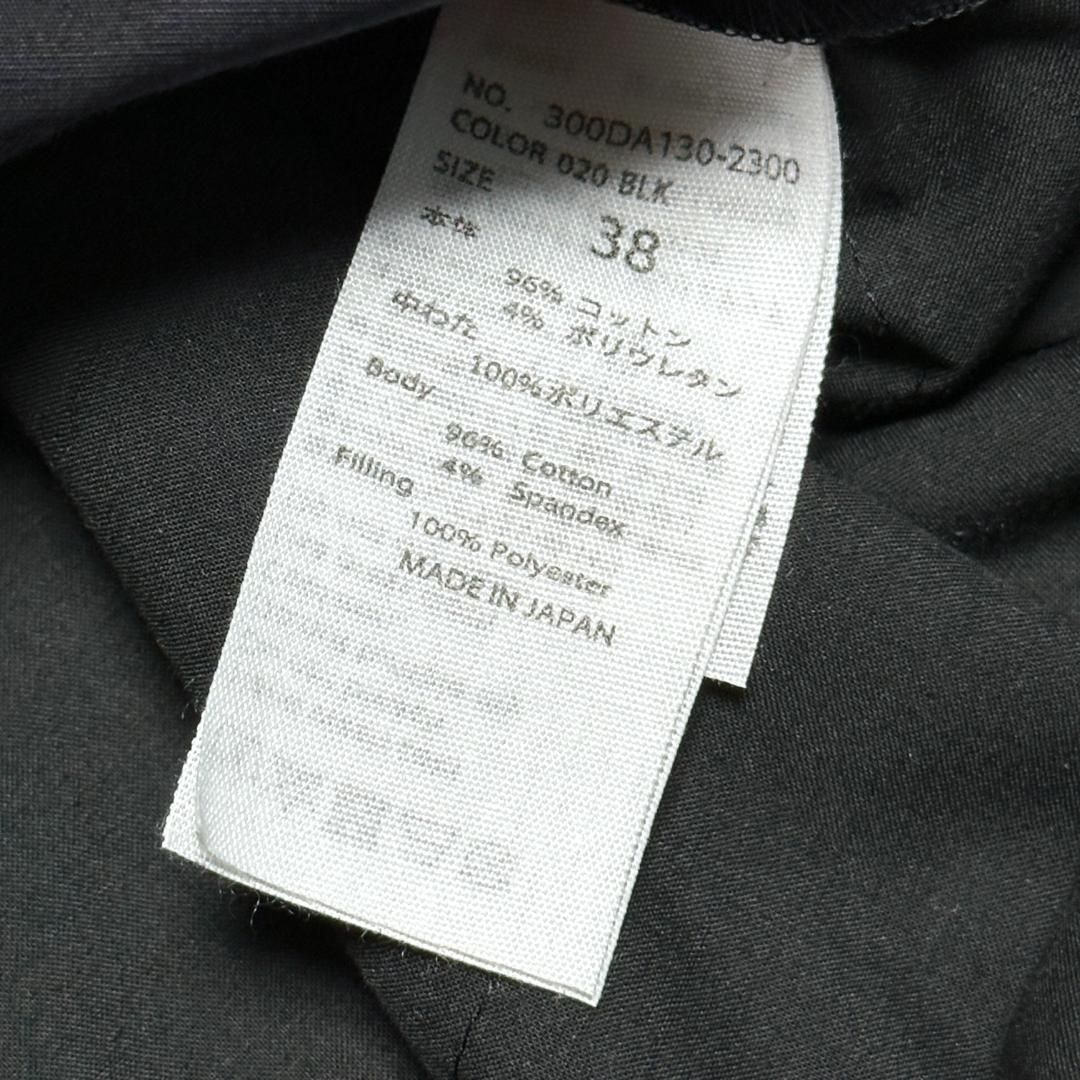 NO. 300DA130-2300
COLOR 020 BLK
SIZE 38
本体
96% コットン
4% ポリウレタン
中わた
100%ポリエステル
Body
96% Cotton
4% Spandex
Filling
100% Polyester
MADE IN JAPAN